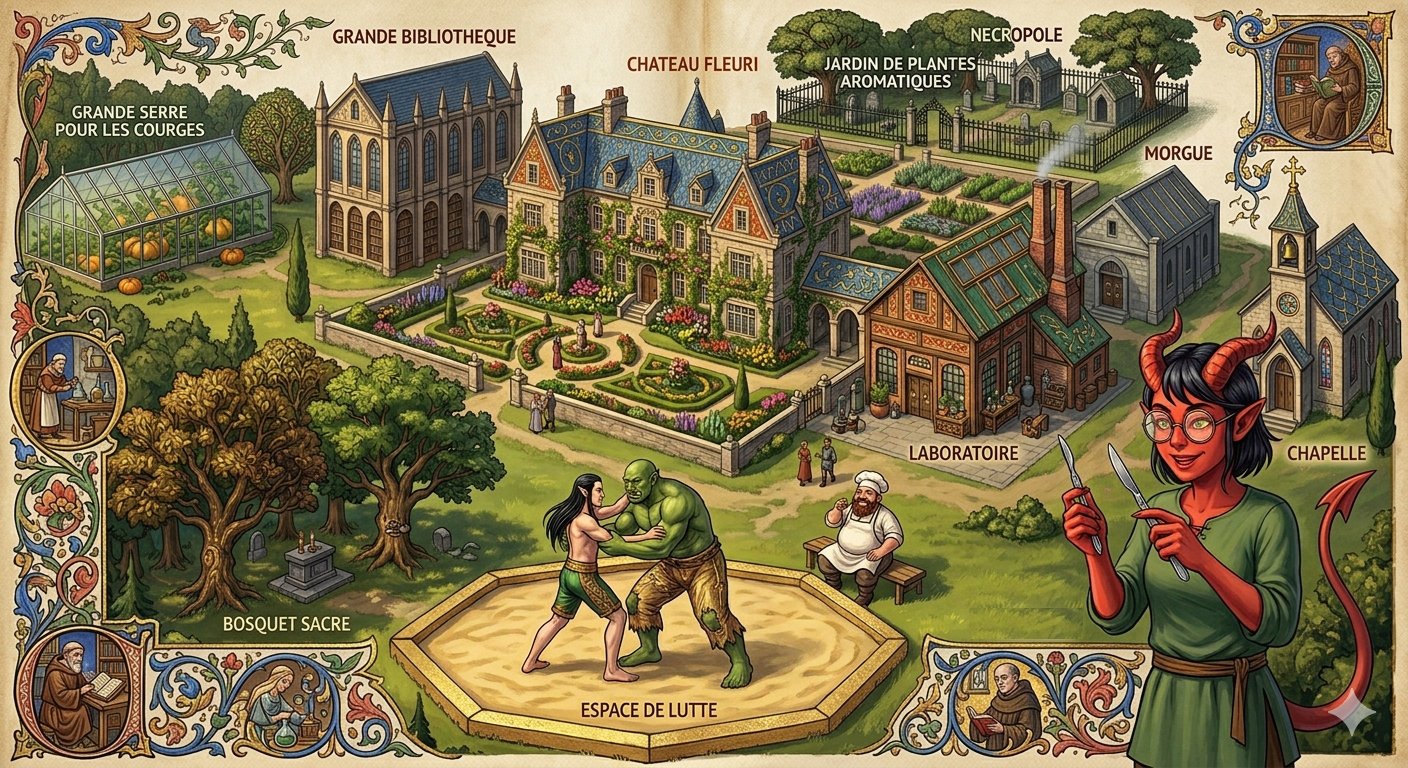 GRANDE BIBLIOTHEQUE
CHATEAU FLEURI
NECROPOLE
JARDIN DE PLANTES
AROMATIQUES
GRANDE SERRE
POUR LES COURGES
MORGUE
LABORATOIRE
CHAPELLE
BOSQUET SACRE
ESPACE DE LUTTE